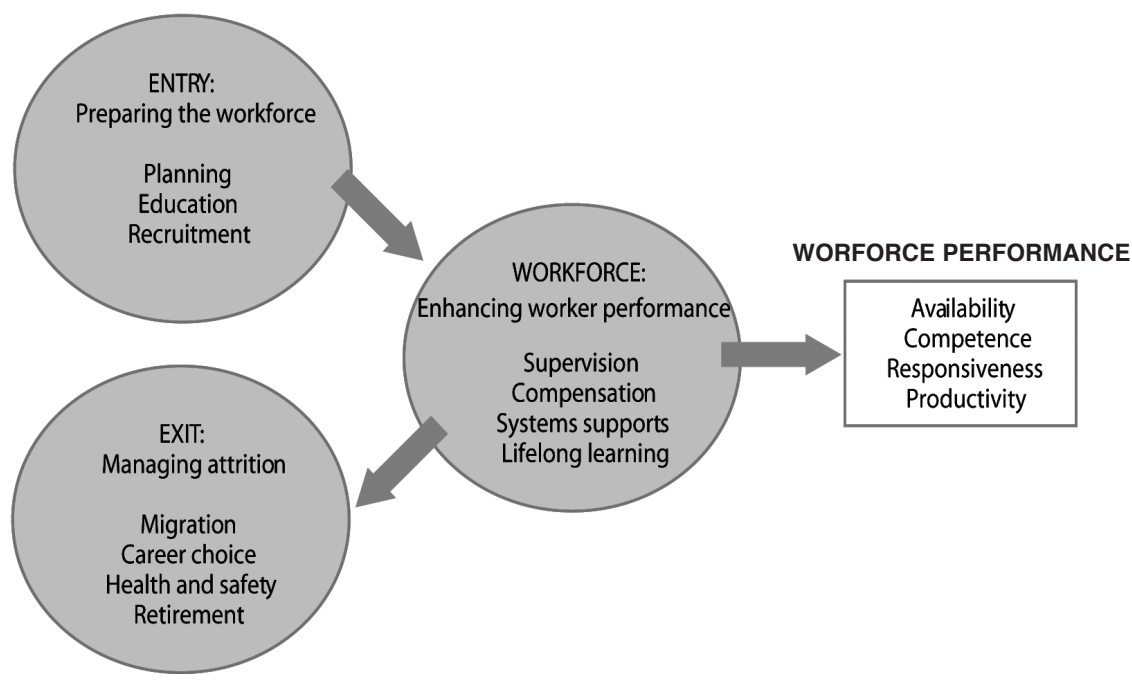 ENTRY:
Preparing the workforce
Planning
Education
Recruitment
WORKFORCE:
Enhancing worker performance
Supervision
Compensation
Systems supports
Lifelong learning
EXIT:
Managing attrition
Migration
Career choice
Health and safety
Retirement
WORFORCE PERFORMANCE
Availability
Competence
Responsiveness
Productivity